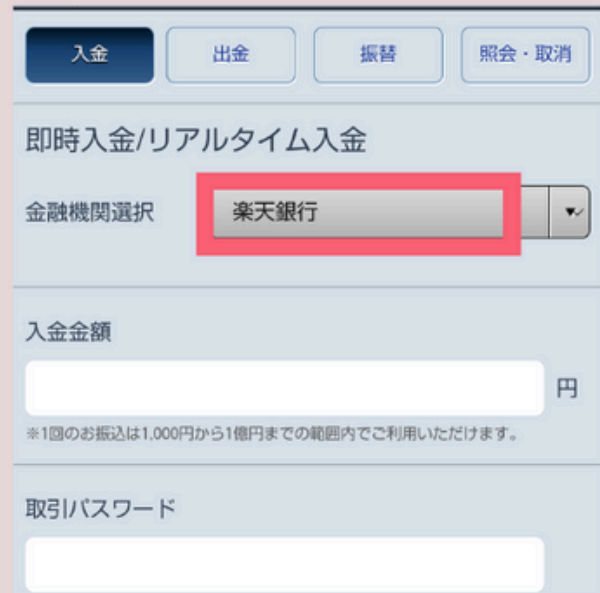 入金 出金 振替 照会・取消
即時入金/リアルタイム入金
金融機関選択 楽天銀行
入金金額
円
※1回のお振込は1,000円から1億円までの範囲内でご利用いただけます。
取引パスワード